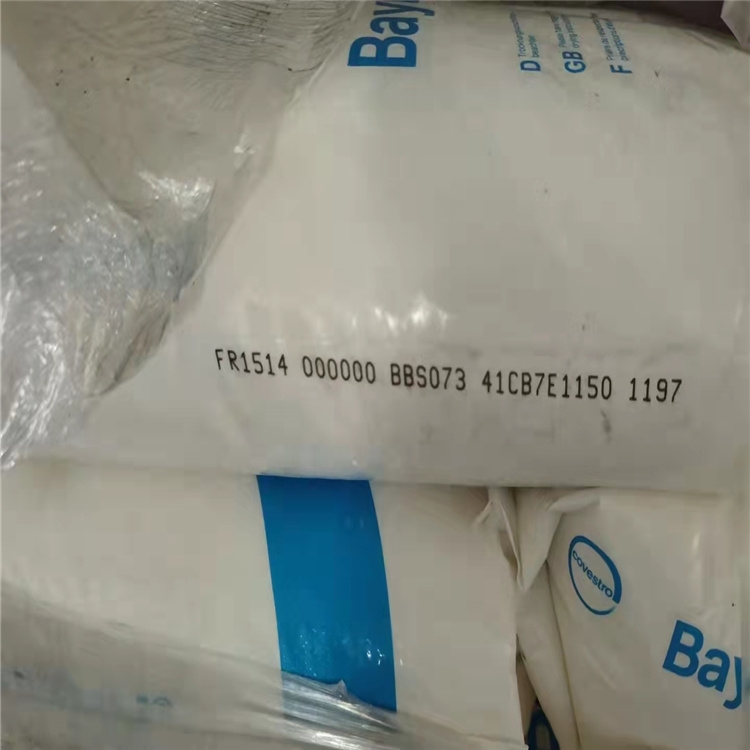 Bay
D
GB
F
FR1514 000000 BBS073 41CB7E1150 1197
covestro
Bay